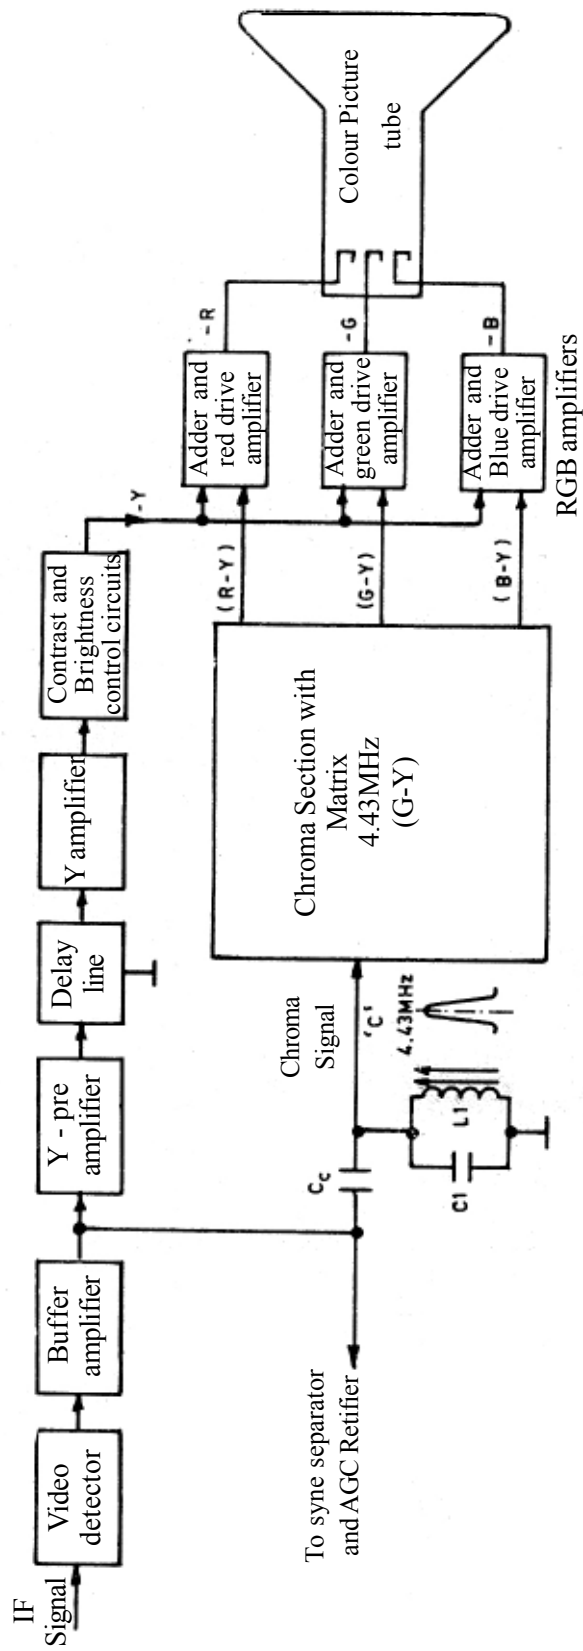 IF
Signal
Video
detector
Buffer
amplifier
Y - pre
amplifier
Delay
line
Y amplifier
Contrast and
Brightness
control circuits
-Y
To syne separator
and AGC Retifier
Cc
C1
L1
4.43MHz
Chroma
Signal
'C'
Chroma Section with
Matrix
4.43MHz
(G-Y)
(R-Y)
(G-Y)
(B-Y)
Adder and
red drive
amplifier
Adder and
green drive
amplifier
Adder and
Blue drive
amplifier
RGB amplifiers
-R
-G
-B
Colour Picture
tube